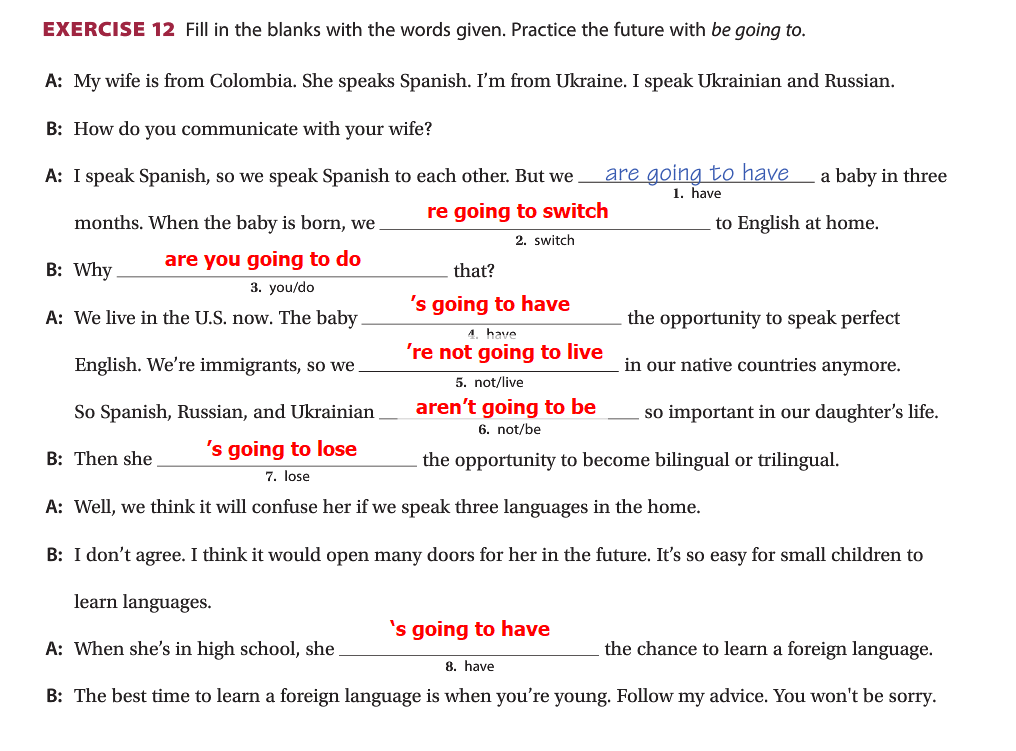 EXERCISE 12 Fill in the blanks with the words given. Practice the future with be going to.
A: My wife is from Colombia. She speaks Spanish. I'm from Ukraine. I speak Ukrainian and Russian.
B: How do you communicate with your wife?
A: I speak Spanish, so we speak Spanish to each other. But we are going to have a baby in three
1. have
months. When the baby is born, we re going to switch to English at home.
2. switch
B: Why are you going to do that?
3. you/do
A: We live in the U.S. now. The baby 's going to have the opportunity to speak perfect
4. have
English. We're immigrants, so we 're not going to live in our native countries anymore.
5. not/live
So Spanish, Russian, and Ukrainian aren't going to be so important in our daughter's life.
6. not/be
B: Then she 's going to lose the opportunity to become bilingual or trilingual.
7. lose
A: Well, we think it will confuse her if we speak three languages in the home.
B: I don't agree. I think it would open many doors for her in the future. It's so easy for small children to
learn languages.
A: When she's in high school, she 's going to have the chance to learn a foreign language.
8. have
B: The best time to learn a foreign language is when you're young. Follow my advice. You won't be sorry.